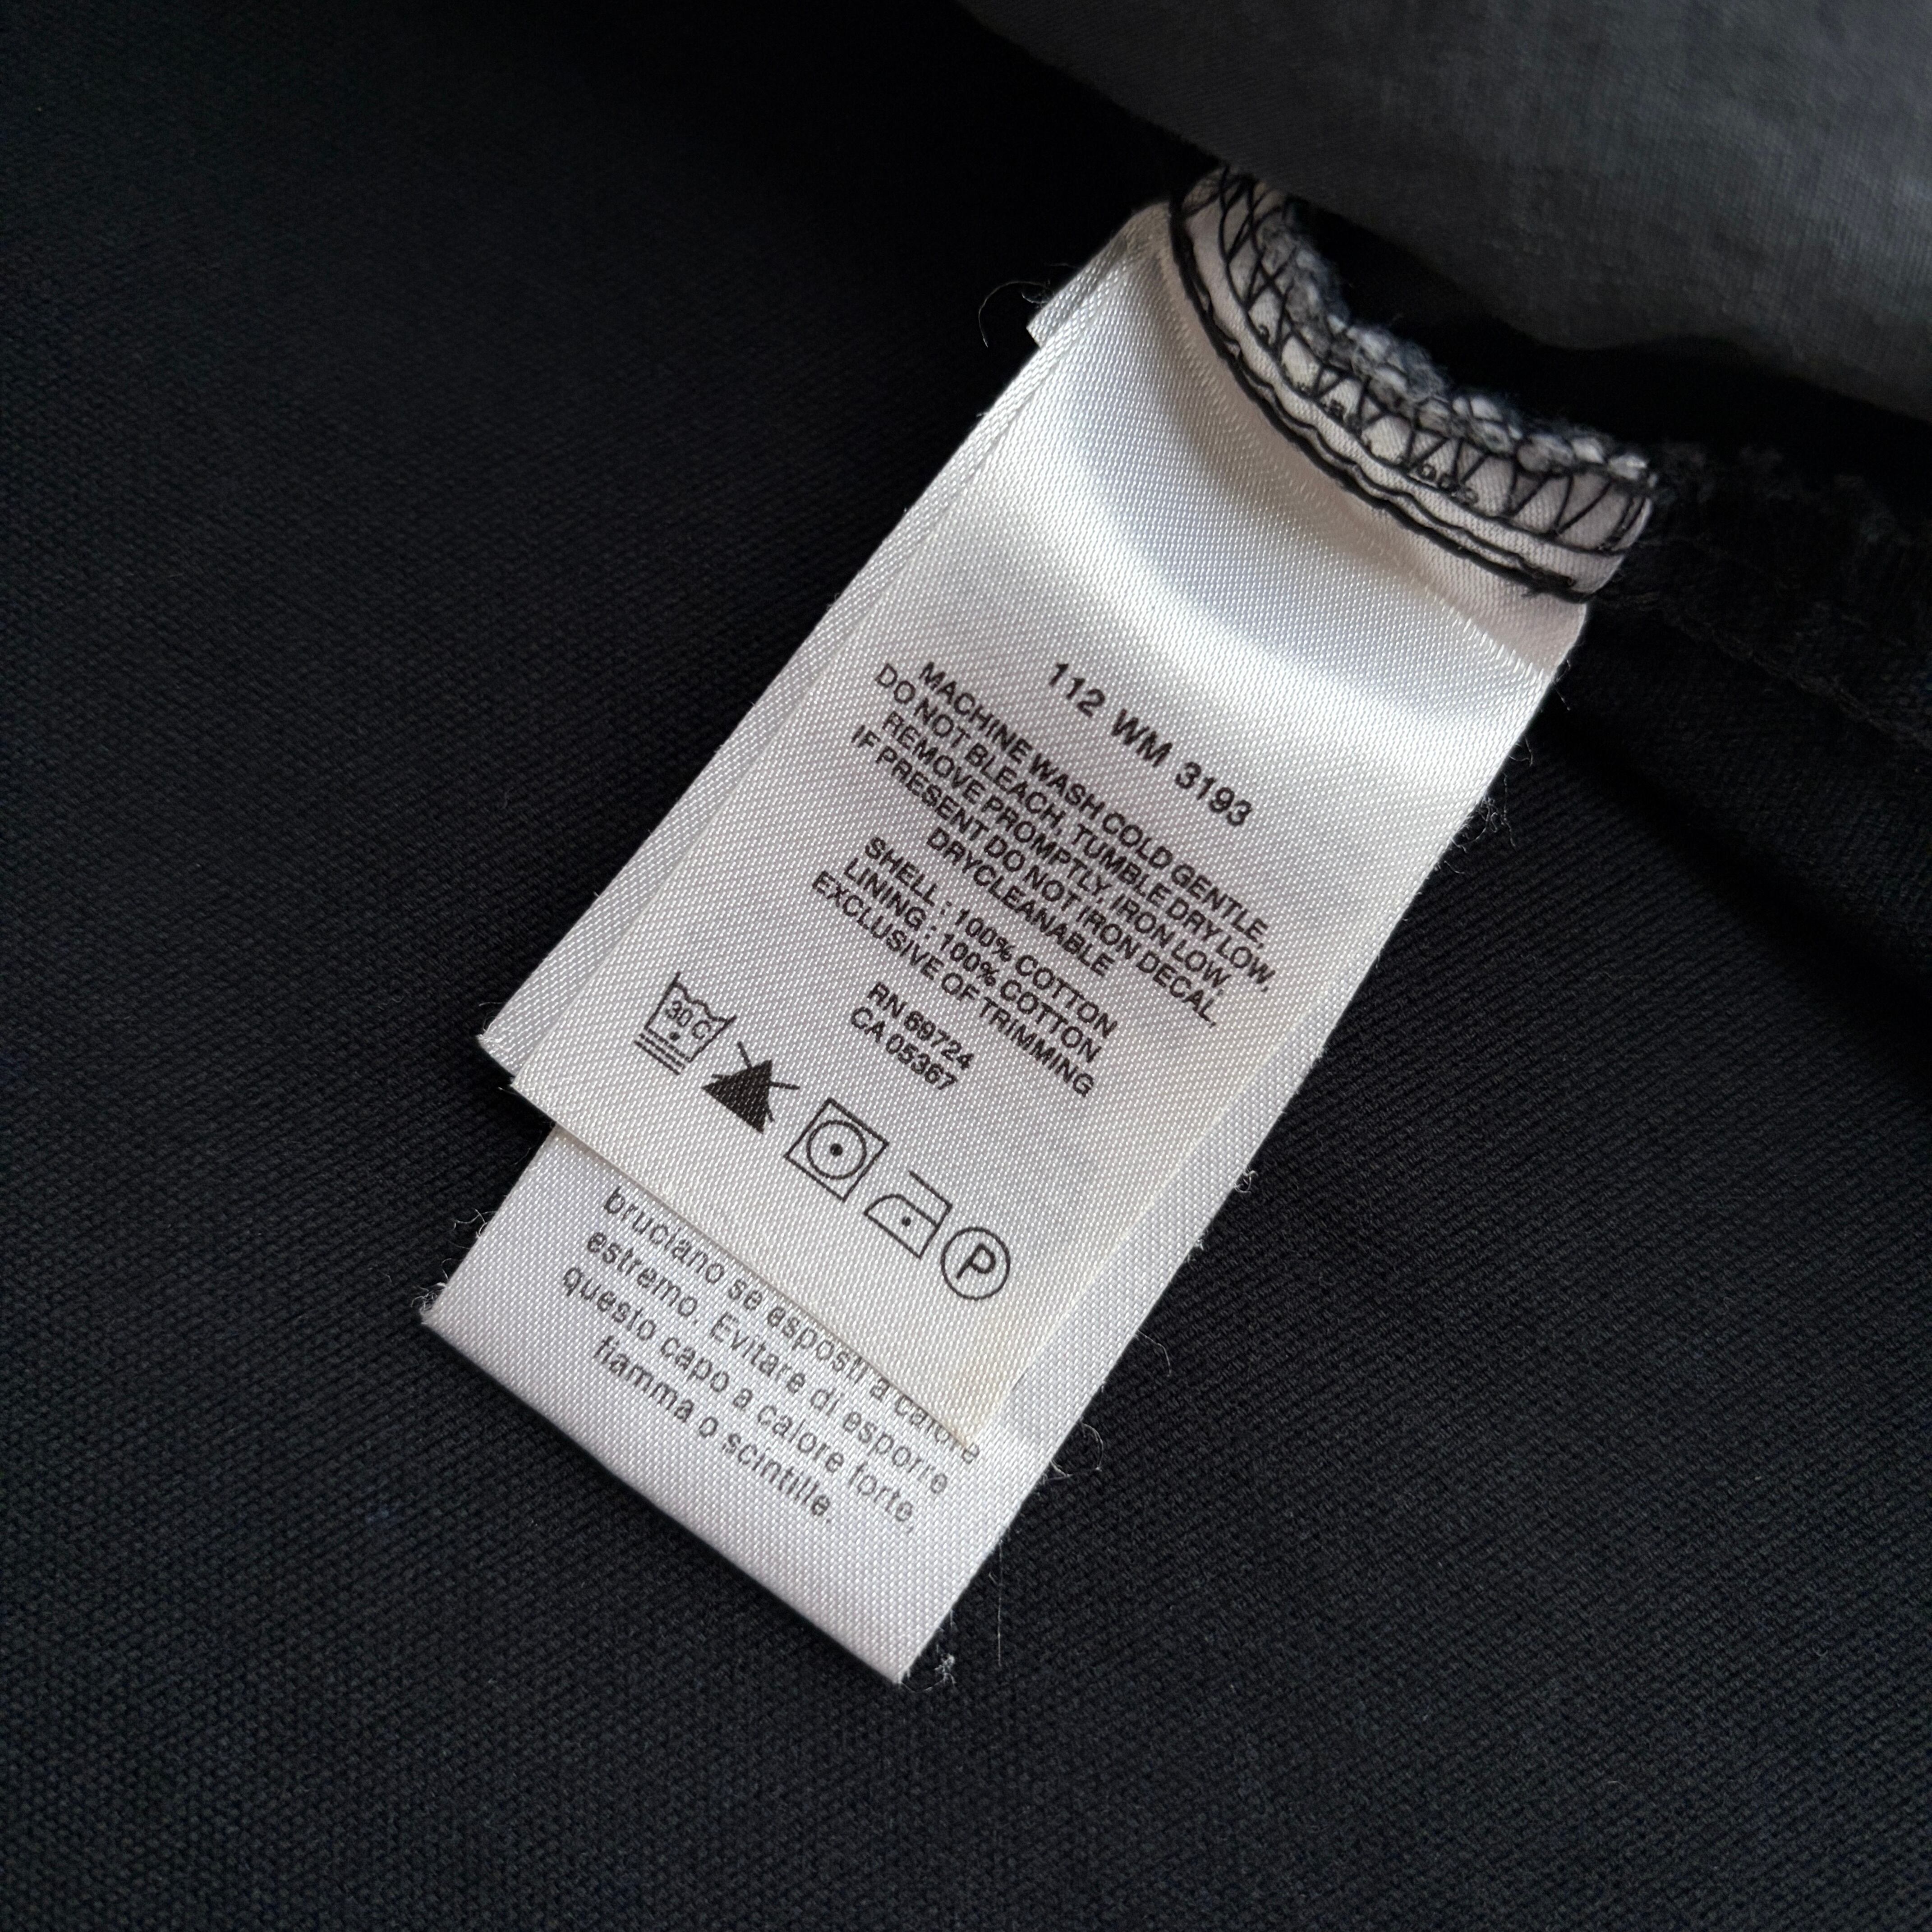 112 WM 3193
MACHINE WASH COLD GENTLE,
DO NOT BLEACH, TUMBLE DRY LOW,
REMOVE PROMPTLY, IRON LOW,
IF PRESENT DO NOT IRON DECAL,
DRYCLEANABLE
SHELL : 100% COTTON
LINING : 100% COTTON
EXCLUSIVE OF TRIMMING
RN 69724
CA 05367
30C
P
bruciano se esposti a calore
estremo. Evitare di esporre
questo capo a calore forte,
fiamma o scintille.